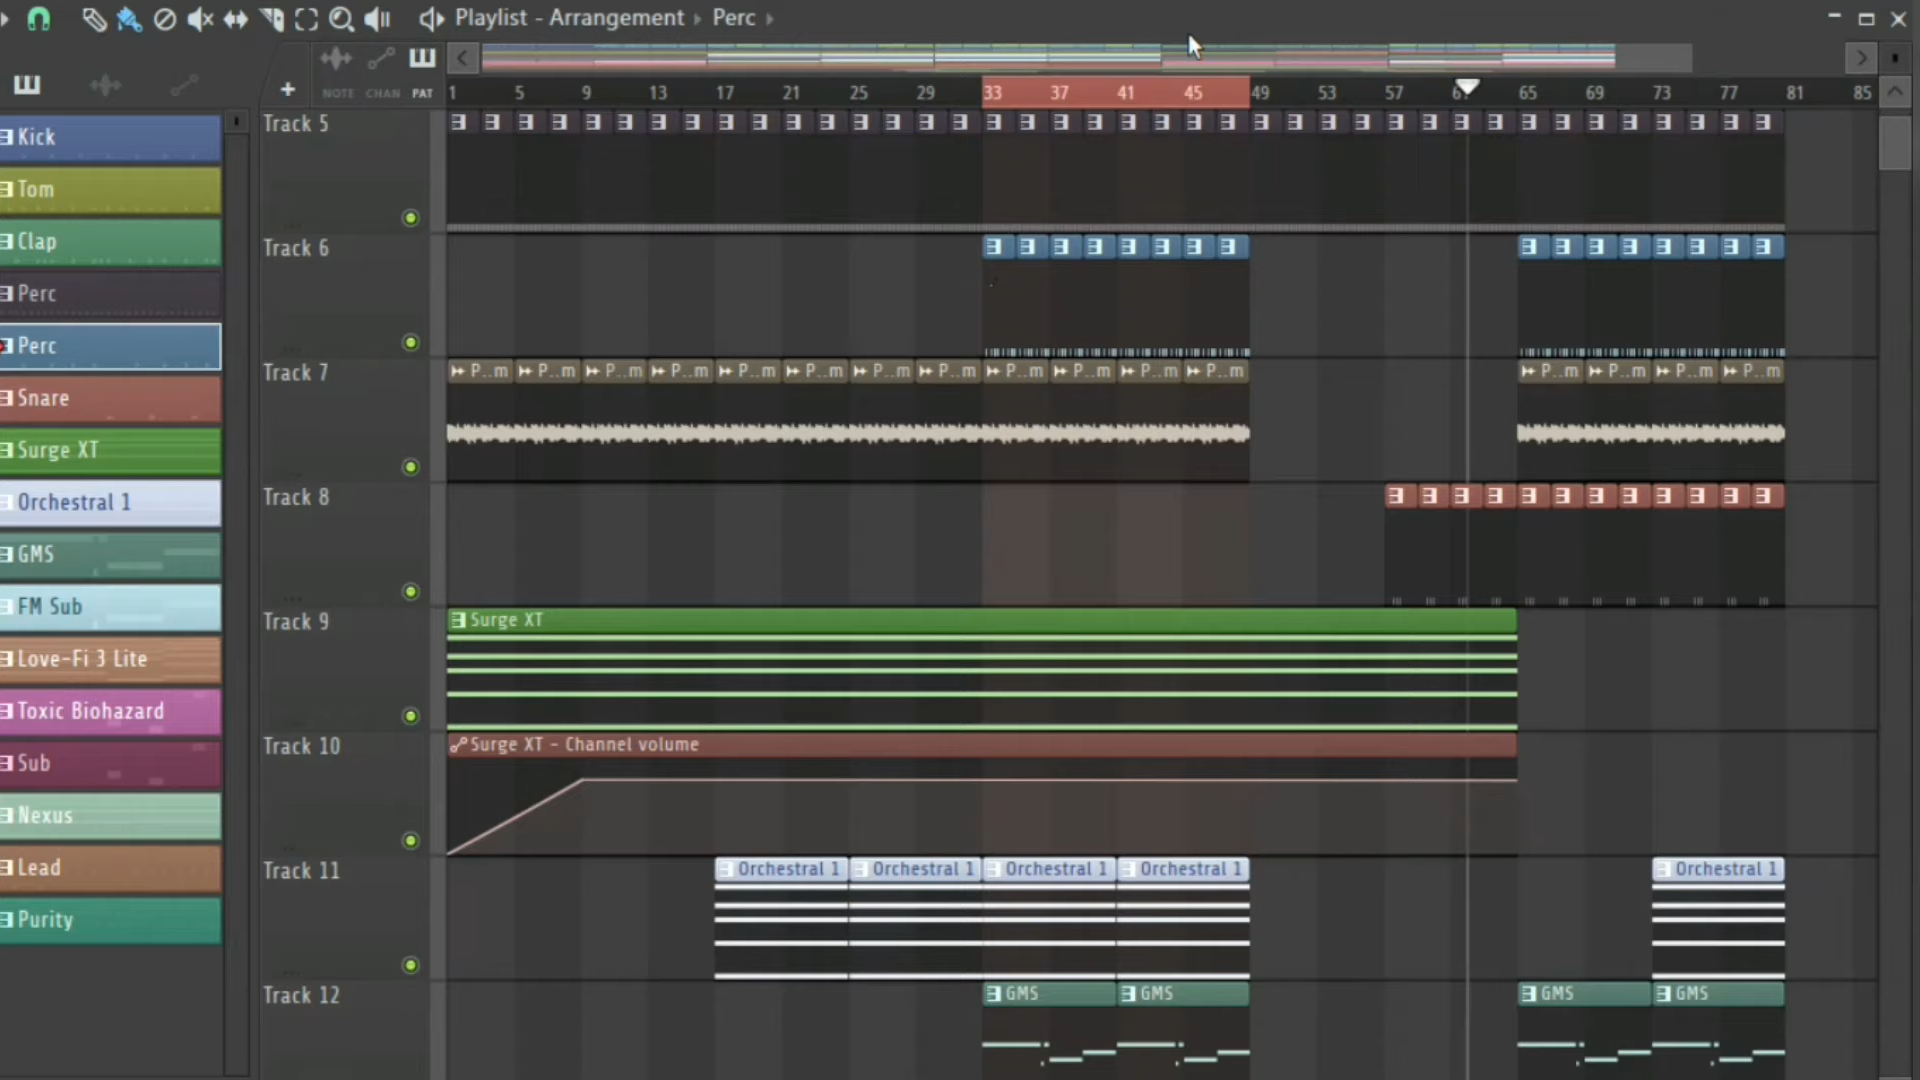 Playlist - Arrangement › Perc ›
NOTE CHAN PAT
1 5 9 13 17 21 25 29 33 37 41 45 49 53 57 65 69 73 77 81 85
Kick
Tom
Clap
Perc
Perc
Snare
Surge XT
Orchestral 1
GMS
FM Sub
Love-Fi 3 Lite
Toxic Biohazard
Sub
Nexus
Lead
Purity
Track 5
Track 6
Track 7
P..m P..m P..m P..m P..m P..m P..m P..m P..m P..m P..m P..m P..m P..m P..m P..m
Track 8
Track 9
Surge XT
Track 10
Surge XT - Channel volume
Track 11
Orchestral 1 Orchestral 1 Orchestral 1 Orchestral 1 Orchestral 1
Track 12
GMS GMS GMS GMS